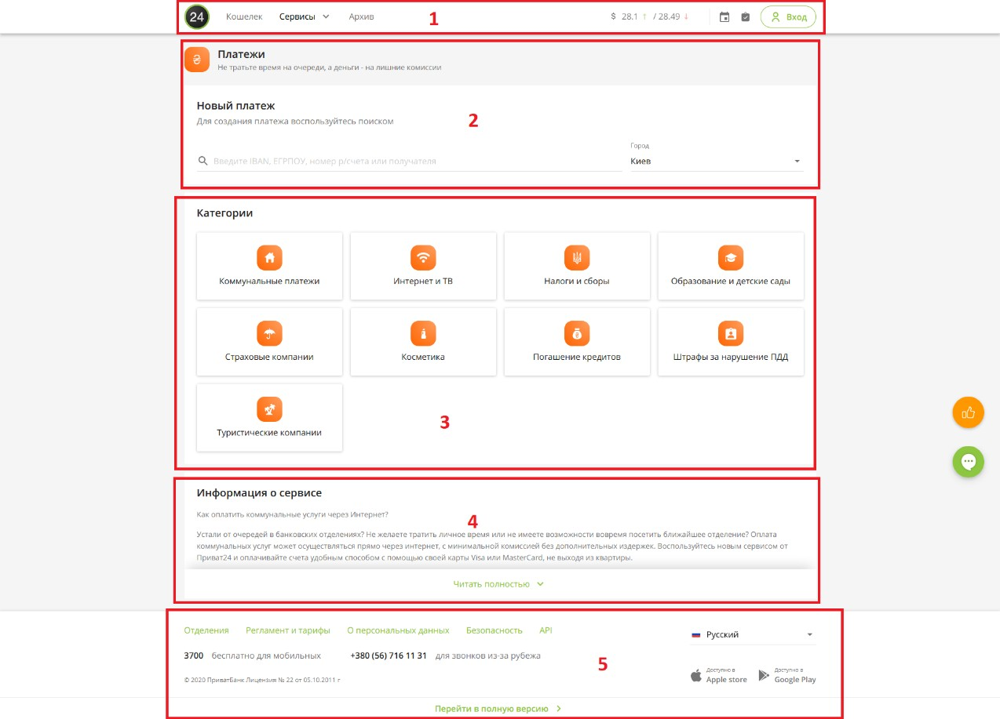 24 Кошелек Сервисы Архив 1 $ 28.1 ↑ / 28.49 ↓ Вход
Платежи
Не тратьте время на очереди, а деньги - на лишние комиссии
Новый платеж
Для создания платежа воспользуйтесь поиском
2
Город
Введите IBAN, ЕГРПОУ, номер р/счета или получателя
Киев
Категории
Коммунальные платежи Интернет и ТВ Налоги и сборы Образование и детские сады
Страховые компании Косметика Погашение кредитов Штрафы за нарушение ПДД
Туристические компании
3
Информация о сервисе
Как оплатить коммунальные услуги через Интернет?
4
Устали от очередей в банковских отделениях? Не желаете тратить личное время или не имеете возможности вовремя посетить ближайшее отделение? Оплата
коммунальных услуг может осуществляться прямо через интернет, с минимальной комиссией без дополнительных издержек. Воспользуйтесь новым сервисом от
Приват24 и оплачивайте счета удобным способом с помощью своей карты Visa или MasterCard, не выходя из квартиры.
Читать полностью
Отделения Регламент и тарифы О персональных данных Безопасность API
Русский
3700 бесплатно для мобильных +380 (56) 716 11 31 для звонков из-за рубежа
5
Доступно в
Apple store
Доступно в
Google Play
© 2020 ПриватБанк Лицензия № 22 от 05.10.2011 г
Перейти в полную версию